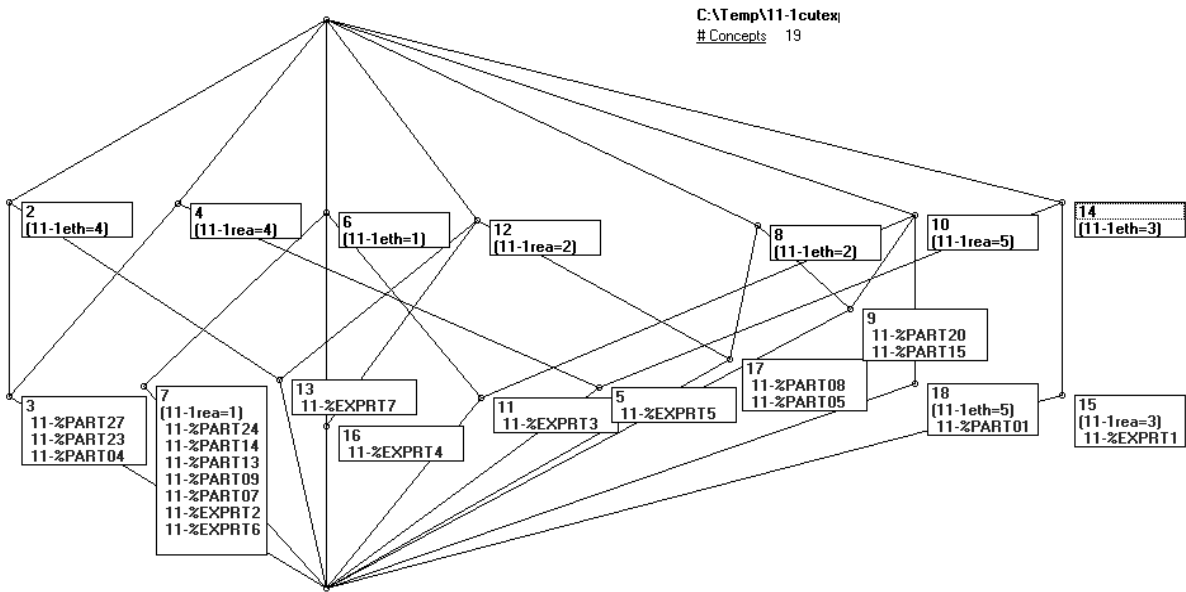 C:\Temp\11-1cutex
# Concepts 19
2
(11-1eth=4)
4
(11-1rea=4)
6
(11-1eth=1)
12
(11-1rea=2)
8
(11-1eth=2)
10
(11-1rea=5)
14
(11-1eth=3)
3
11-%PART27
11-%PART23
11-%PART04
7
(11-1rea=1)
11-%PART24
11-%PART14
11-%PART13
11-%PART09
11-%PART07
11-%EXPRT2
11-%EXPRT6
13
11-%EXPRT7
16
11-%EXPRT4
11
11-%EXPRT3
5
11-%EXPRT5
17
11-%PART08
11-%PART05
9
11-%PART20
11-%PART15
18
(11-1eth=5)
11-%PART01
15
(11-1rea=3)
11-%EXPRT1